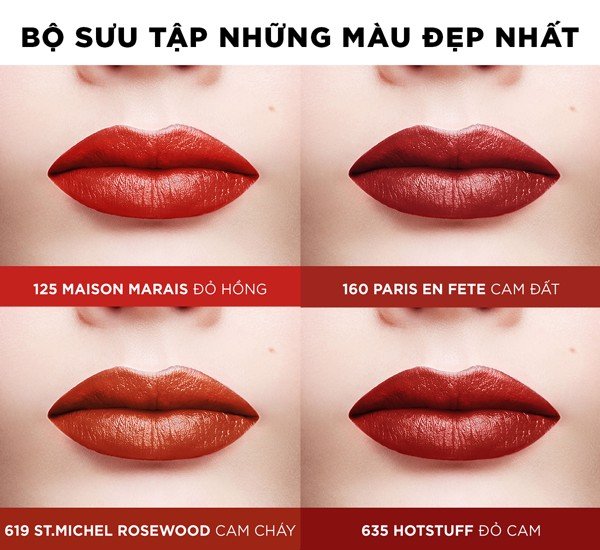 BỘ SƯU TẬP NHỮNG MÀU ĐẸP NHẤT
125 MAISON MARAIS ĐỎ HỒNG
160 PARIS EN FETE CAM ĐẤT
619 ST.MICHEL ROSEWOOD CAM CHÁY
635 HOTSTUFF ĐỎ CAM